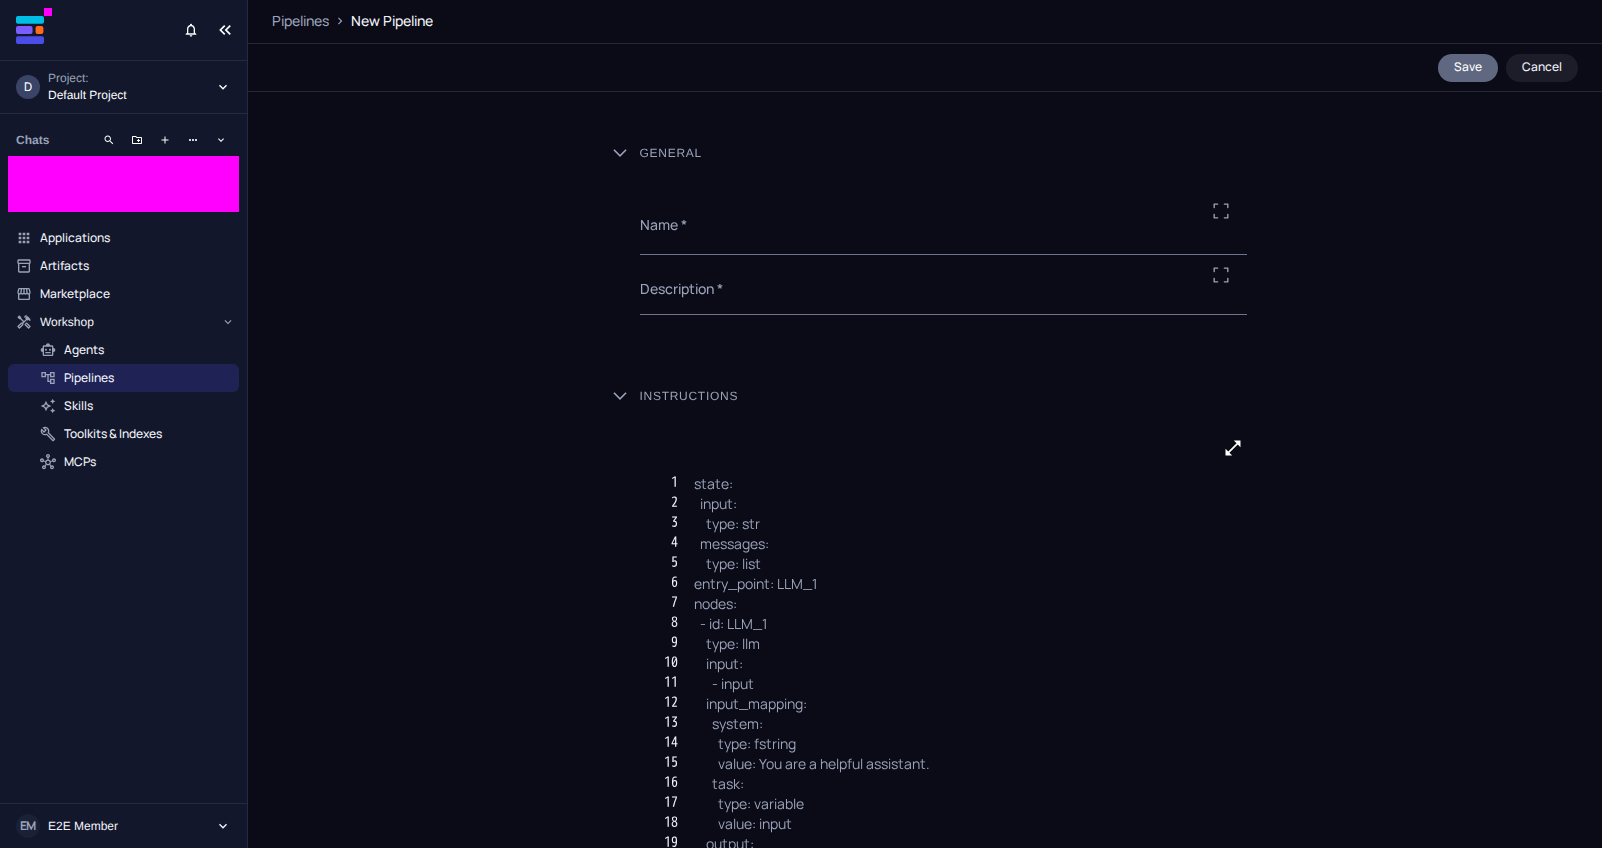 Pipelines › New Pipeline
Save
Cancel
D
Project:
Default Project
Chats
Applications
Artifacts
Marketplace
Workshop
Agents
Pipelines
Skills
Toolkits & Indexes
MCPs
EM
E2E Member
GENERAL
Name *
Description *
INSTRUCTIONS
1 state:
2 input:
3 type: str
4 messages:
5 type: list
6 entry_point: LLM_1
7 nodes:
8 - id: LLM_1
9 type: llm
10 input:
11 - input
12 input_mapping:
13 system:
14 type: fstring
15 value: You are a helpful assistant.
16 task:
17 type: variable
18 value: input
19 output: